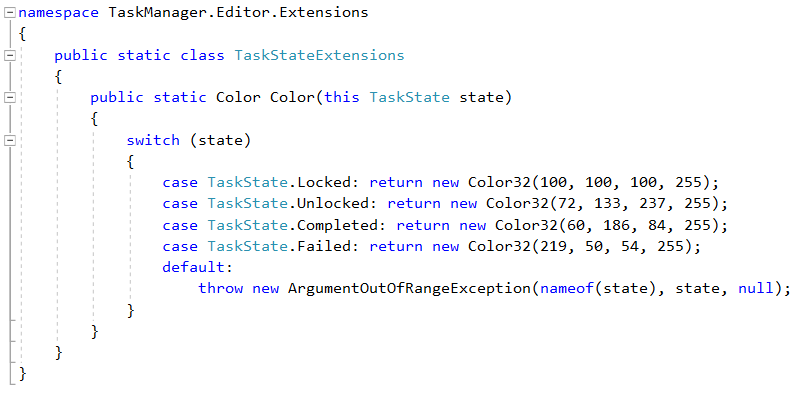 namespace TaskManager.Editor.Extensions
{
    public static class TaskStateExtensions
    {
        public static Color Color(this TaskState state)
        {
            switch (state)
            {
                case TaskState.Locked: return new Color32(100, 100, 100, 255);
                case TaskState.Unlocked: return new Color32(72, 133, 237, 255);
                case TaskState.Completed: return new Color32(60, 186, 84, 255);
                case TaskState.Failed: return new Color32(219, 50, 54, 255);
                default:
                    throw new ArgumentOutOfRangeException(nameof(state), state, null);
            }
        }
    }
}